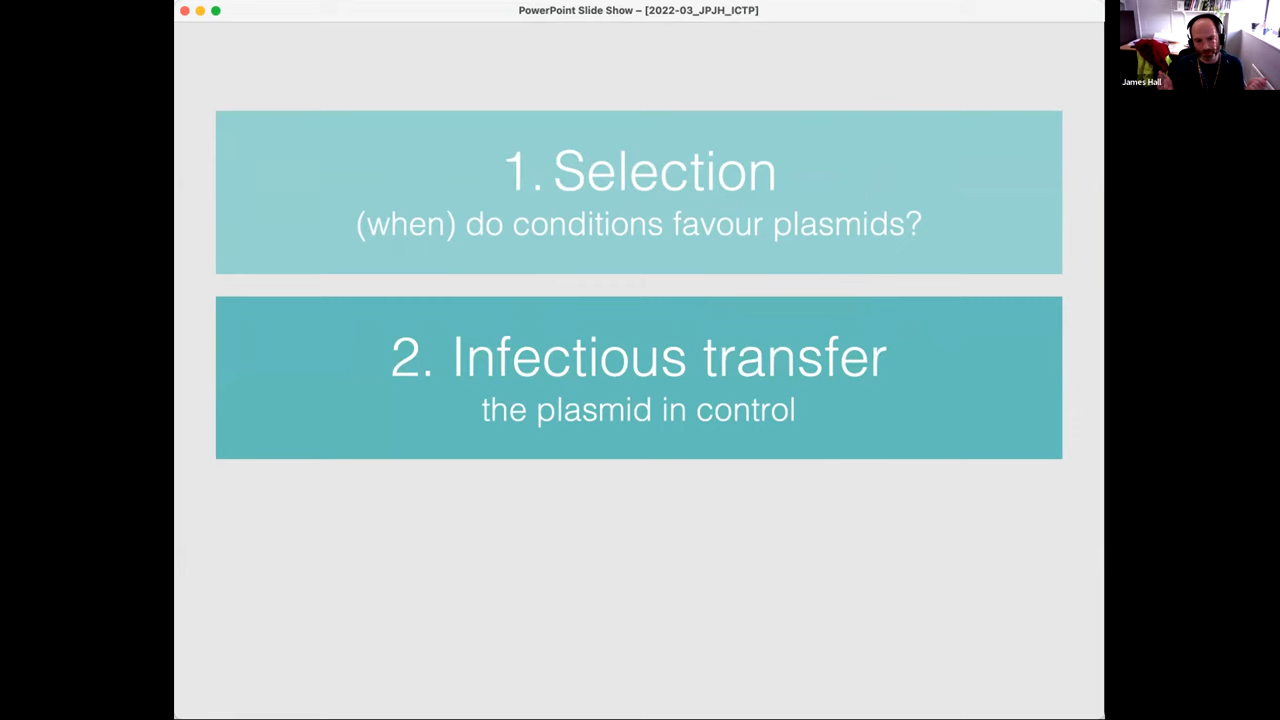 PowerPoint Slide Show – [2022-03_JPJH_ICTP]
James Hall
1. Selection
(when) do conditions favour plasmids?
2. Infectious transfer
the plasmid in control